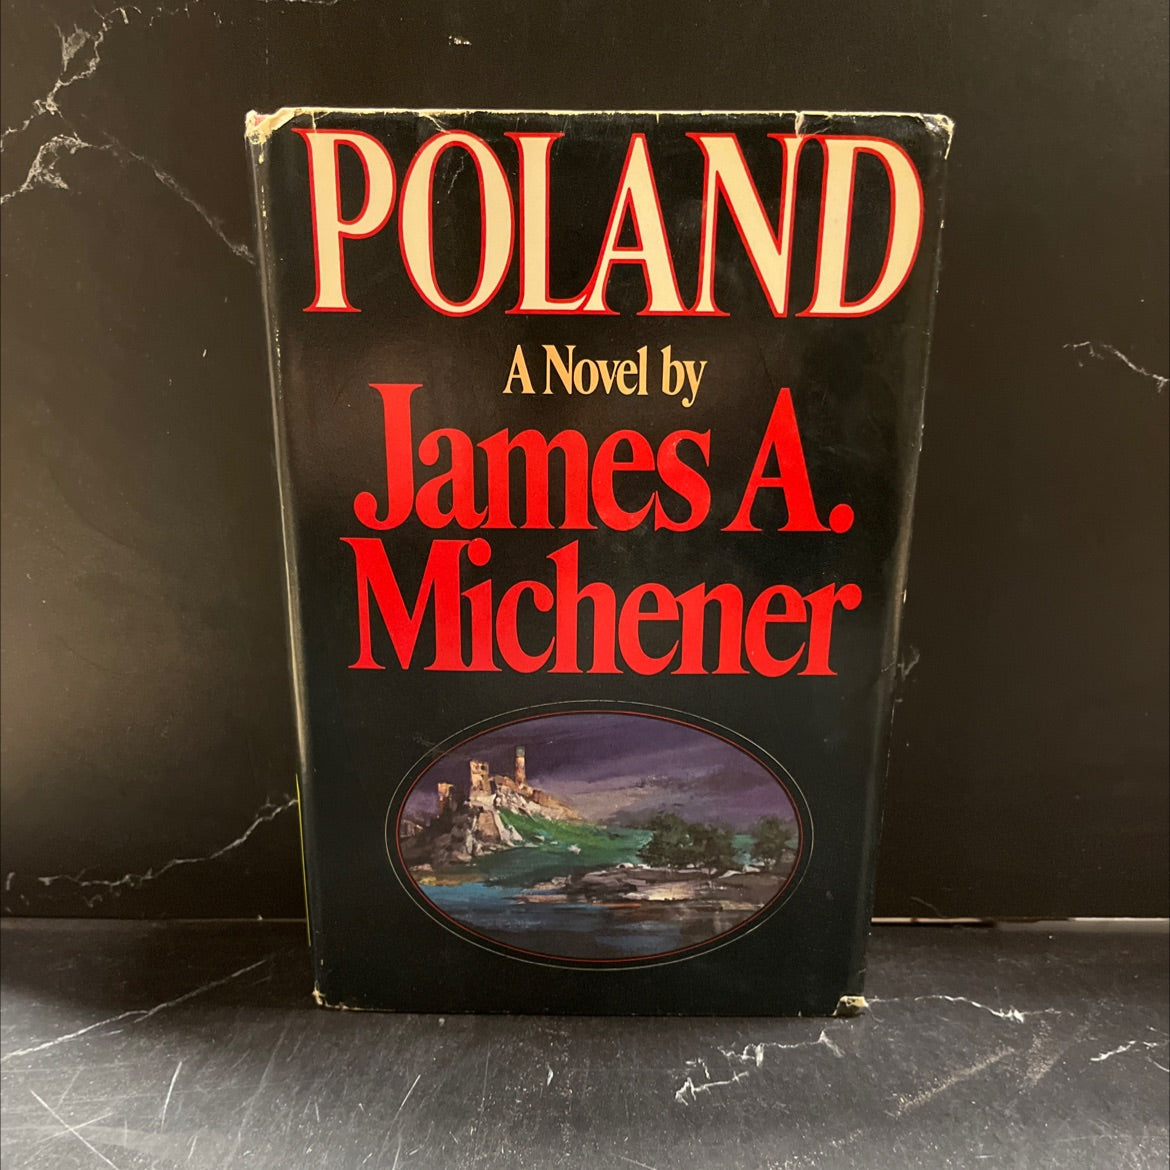 POLAND
A Novel by
James A.
Michener